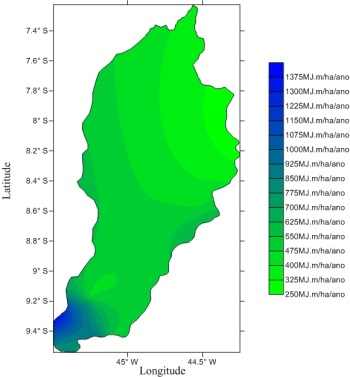 7.4° S
7.6° S
7.8° S
8° S
8.2° S
8.4° S
8.6° S
8.8° S
9° S
9.2° S
9.4° S
Latitude
45° W
44.5° W
Longitude
1375MJ.m/ha/ano
1300MJ.m/ha/ano
1225MJ.m/ha/ano
1150MJ.m/ha/ano
1075MJ.m/ha/ano
1000MJ.m/ha/ano
925MJ.m/ha/ano
850MJ.m/ha/ano
775MJ.m/ha/ano
700MJ.m/ha/ano
625MJ.m/ha/ano
550MJ.m/ha/ano
475MJ.m/ha/ano
400MJ.m/ha/ano
325MJ.m/ha/ano
250MJ.m/ha/ano